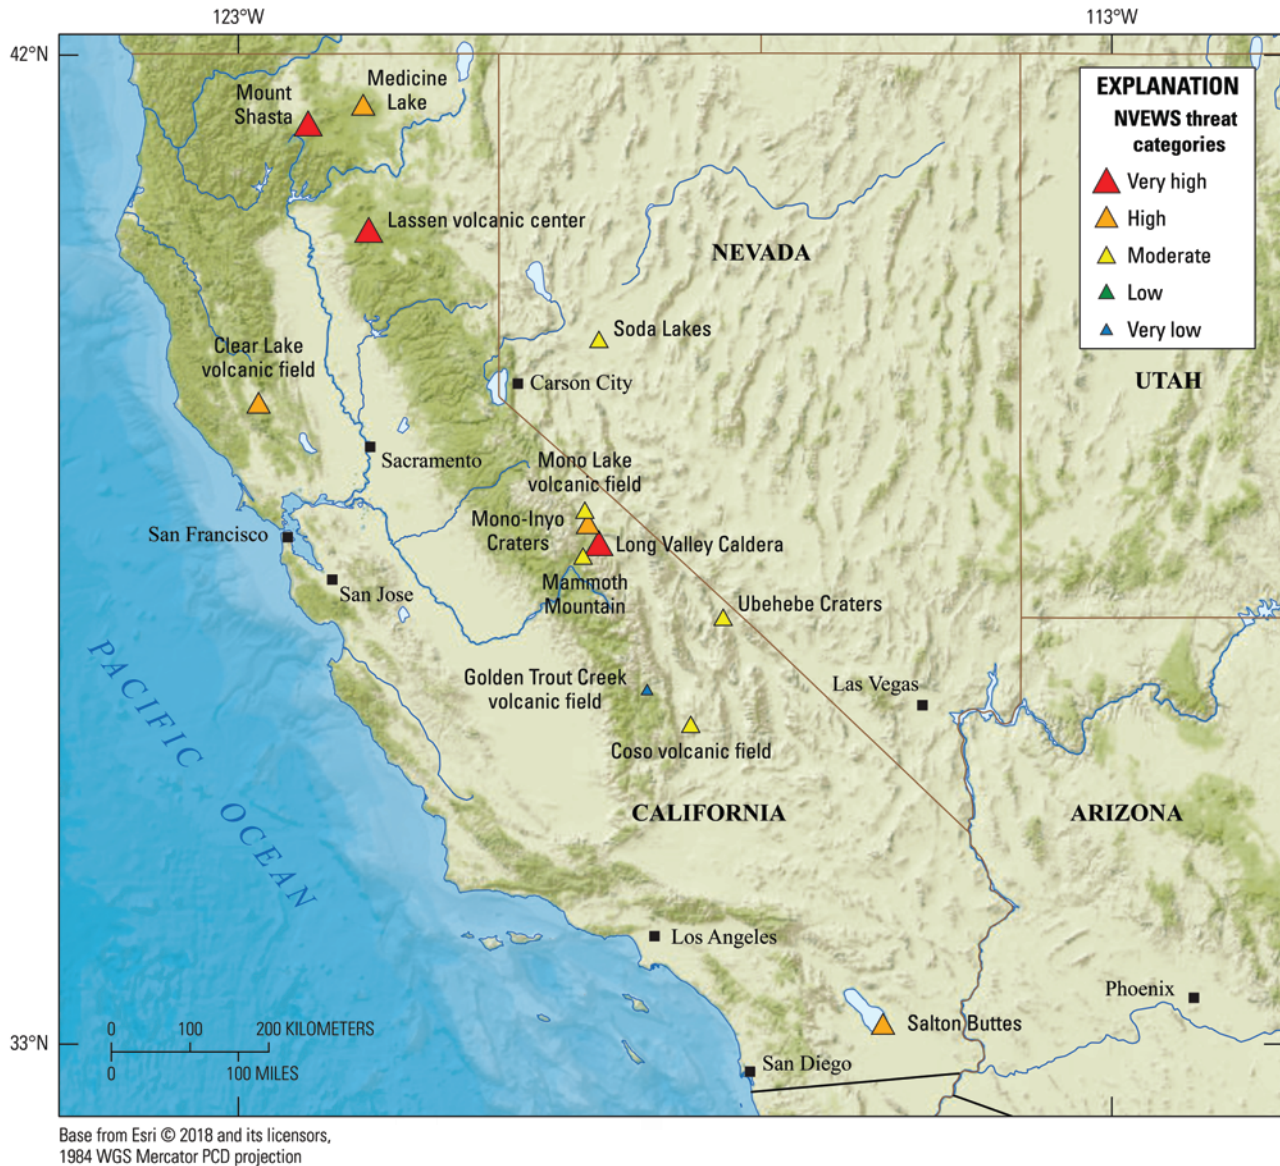 123°W
113°W
42°N
Mount
Shasta
Medicine
Lake
EXPLANATION
NVEWS threat
categories
Very high
High
Moderate
Low
Very low
Lassen volcanic center
NEVADA
Soda Lakes
Clear Lake
volcanic field
Carson City
UTAH
Sacramento
Mono Lake
volcanic field
Mono-Inyo
Craters
San Francisco
Long Valley Caldera
Mammoth
Mountain
San Jose
Ubehebe Craters
Golden Trout Creek
volcanic field
Las Vegas
PACIFIC
OCEAN
Coso volcanic field
CALIFORNIA
ARIZONA
Los Angeles
Phoenix
Salton Buttes
0 100 200 KILOMETERS
0 100 MILES
33°N
San Diego
Base from Esri © 2018 and its licensors,
1984 WGS Mercator PCD projection